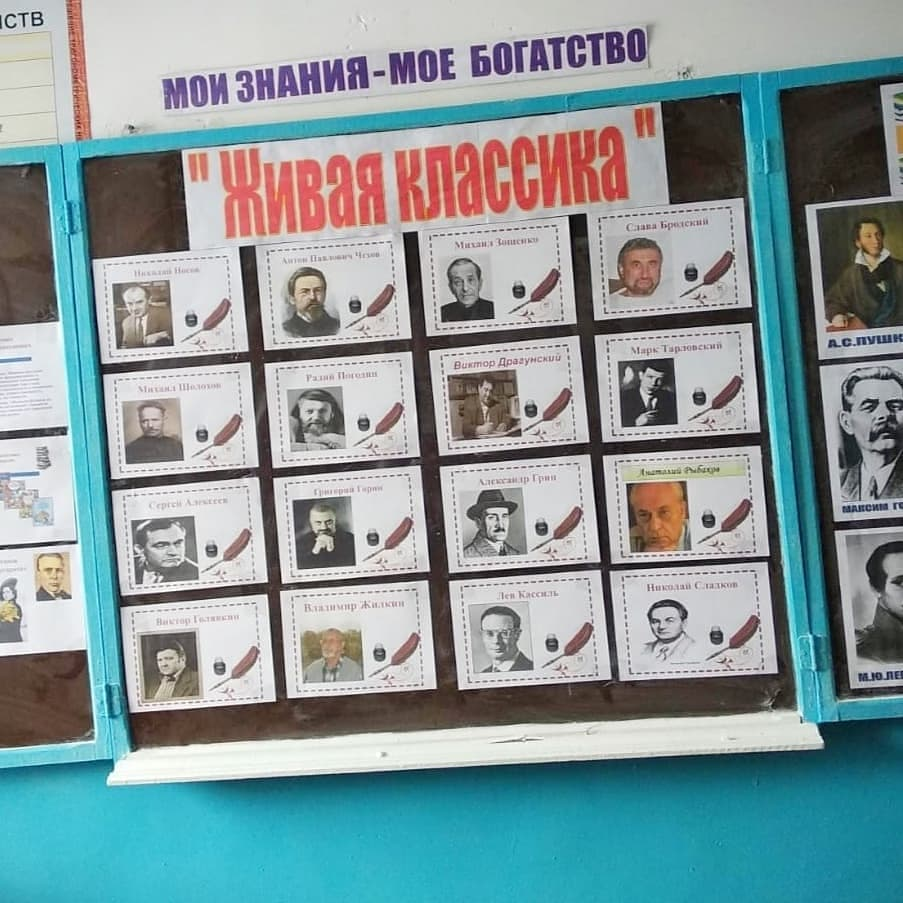 МОИ ЗНАНИЯ - МОЕ БОГАТСТВО
" Живая классика "
Николай Носов
Антон Павлович Чехов
Михаил Зощенко
Слава Бродский
Михаил Шолохов
Радий Погодин
Виктор Драгунский
Марк Тарловский
Сергей Алексеев
Григорий Горин
Александр Грин
Анатолий Рыбаков
Виктор Голявкин
Владимир Жилкин
Лев Кассиль
Николай Сладков
А.С.ПУШК
МАКСИМ ГО
М.Ю.ЛЕ